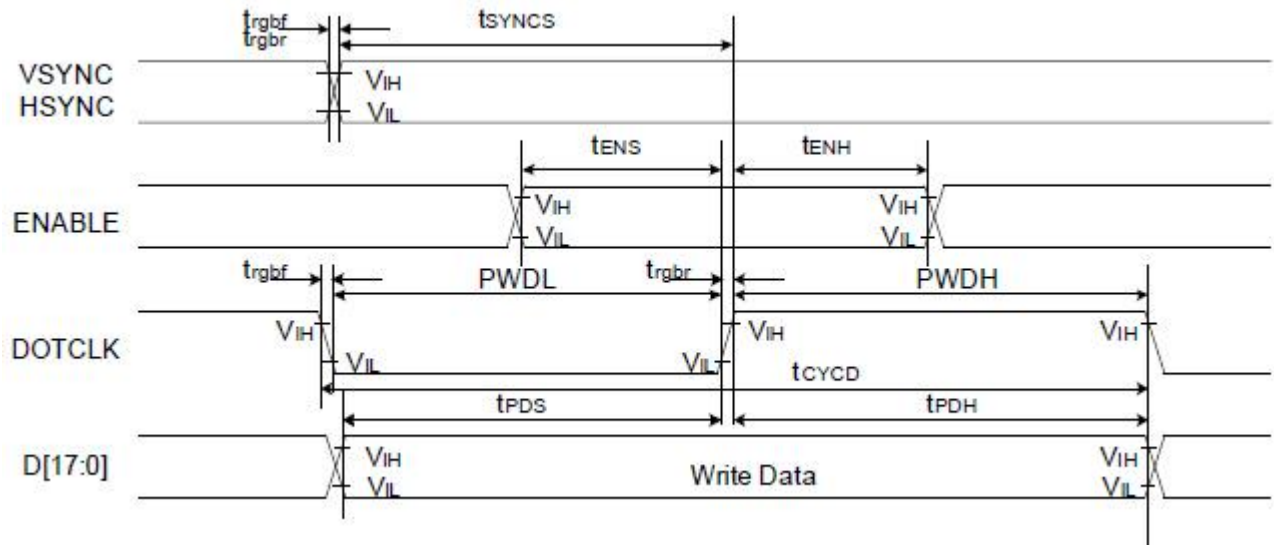 trgbf tSYNCS
trgbr
VSYNC VIH
HSYNC VIL
tENS tENH
ENABLE VIH VIH
VIL VIL
trgbf PWDL trgbr PWDH
DOTCLK VIH VIH VIH
VIL VIL
tCYCD
tPDS tPDH
D[17:0] VIH Write Data VIH
VIL VIL